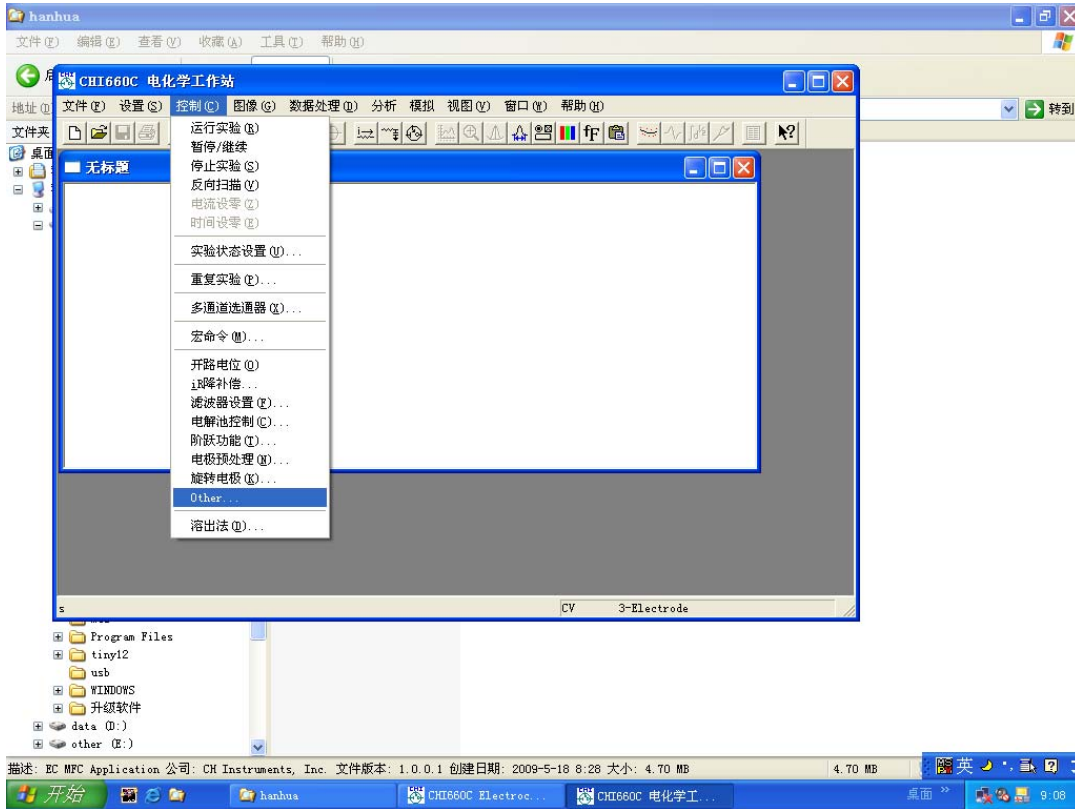 hanhua
文件(F) 编辑(E) 查看(V) 收藏(A) 工具(T) 帮助(H)
CHI660C 电化学工作站
地址
转到
文件(F) 设置(S) 控制(C) 图像(G) 数据处理(D) 分析 模拟 视图(V) 窗口(W) 帮助(H)
文件夹
桌面
无标题
运行实验(R)
暂停/继续
停止实验(S)
反向扫描(V)
电流设零(Z)
时间设零(E)
实验状态设置(U)...
重复实验(P)...
多通道选通器(X)...
宏命令(M)...
开路电位(O)
iR降补偿...
滤波器设置(F)...
电解池控制(C)...
阶跃功能(T)...
电极预处理(N)...
旋转电极(K)...
Other...
溶出法(D)...
s CV 3-Electrode
Program Files
tiny12
usb
WINDOWS
升级软件
data (D:)
other (E:)
描述: EC MFC Application 公司: CH Instruments, Inc. 文件版本: 1.0.0.1 创建日期: 2009-5-18 8:28 大小: 4.70 MB 4.70 MB
英
开始 hanhua CHI660C Electroc... CHI660C 电化学工... 桌面 » 9:08